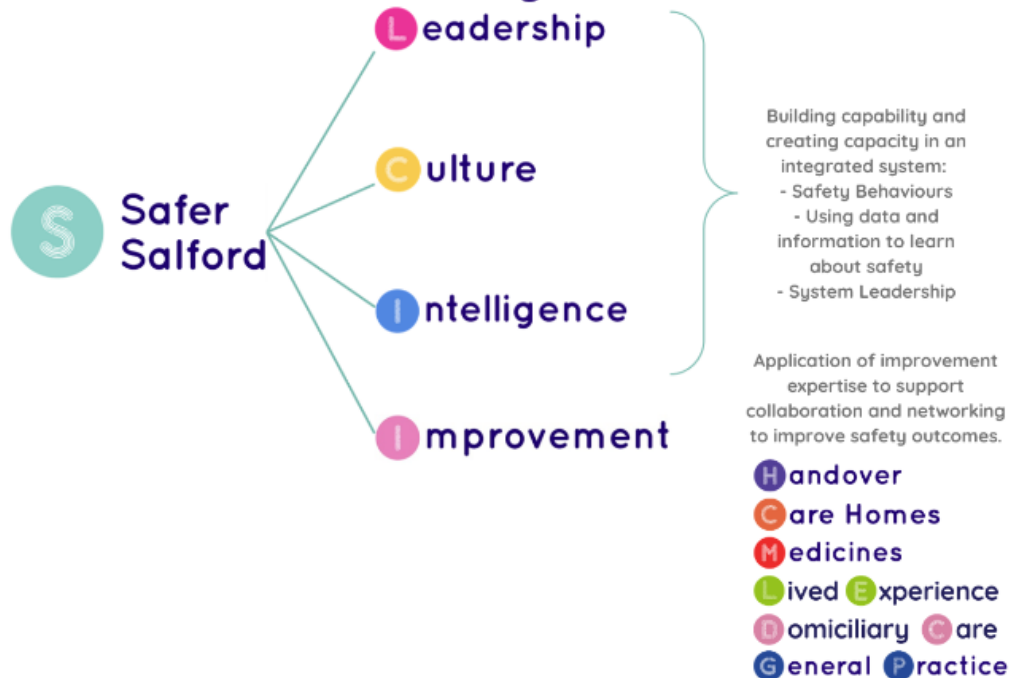 Leadership
Culture
S
Safer
Salford
Intelligence
Improvement
Building capability and
creating capacity in an
integrated system:
- Safety Behaviours
- Using data and
information to learn
about safety
- System Leadership
Application of improvement
expertise to support
collaboration and networking
to improve safety outcomes.
Handover
Care Homes
Medicines
Lived Experience
Domiciliary Care
General Practice